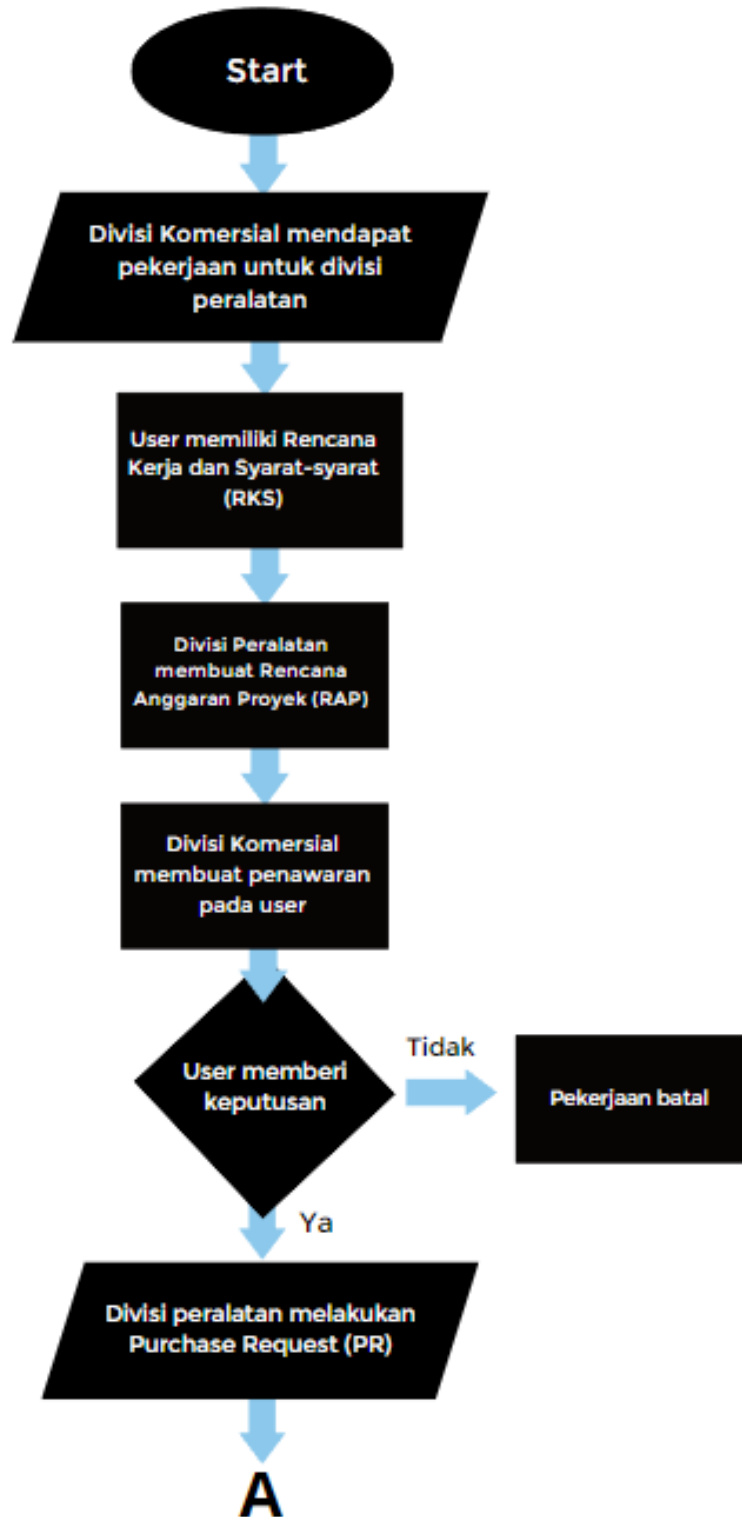 Start
Divisi Komersial mendapat
pekerjaan untuk divisi
peralatan
User memiliki Rencana
Kerja dan Syarat-syarat
(RKS)
Divisi Peralatan
membuat Rencana
Anggaran Proyek (RAP)
Divisi Komersial
membuat penawaran
pada user
User memberi
keputusan
Tidak
Pekerjaan batal
Ya
Divisi peralatan melakukan
Purchase Request (PR)
A